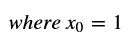 where x₀ = 1